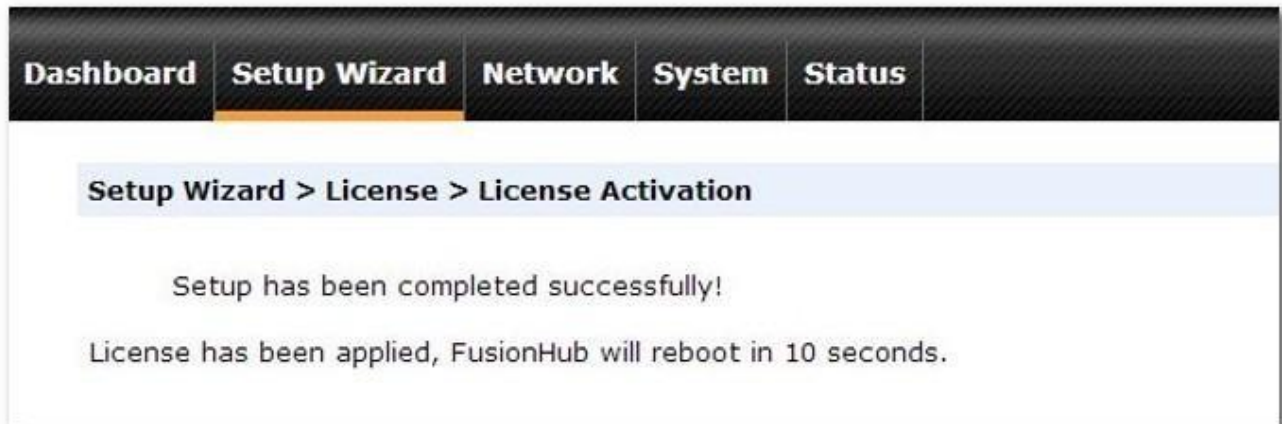 Dashboard Setup Wizard Network System Status
Setup Wizard > License > License Activation
Setup has been completed successfully!
License has been applied, FusionHub will reboot in 10 seconds.